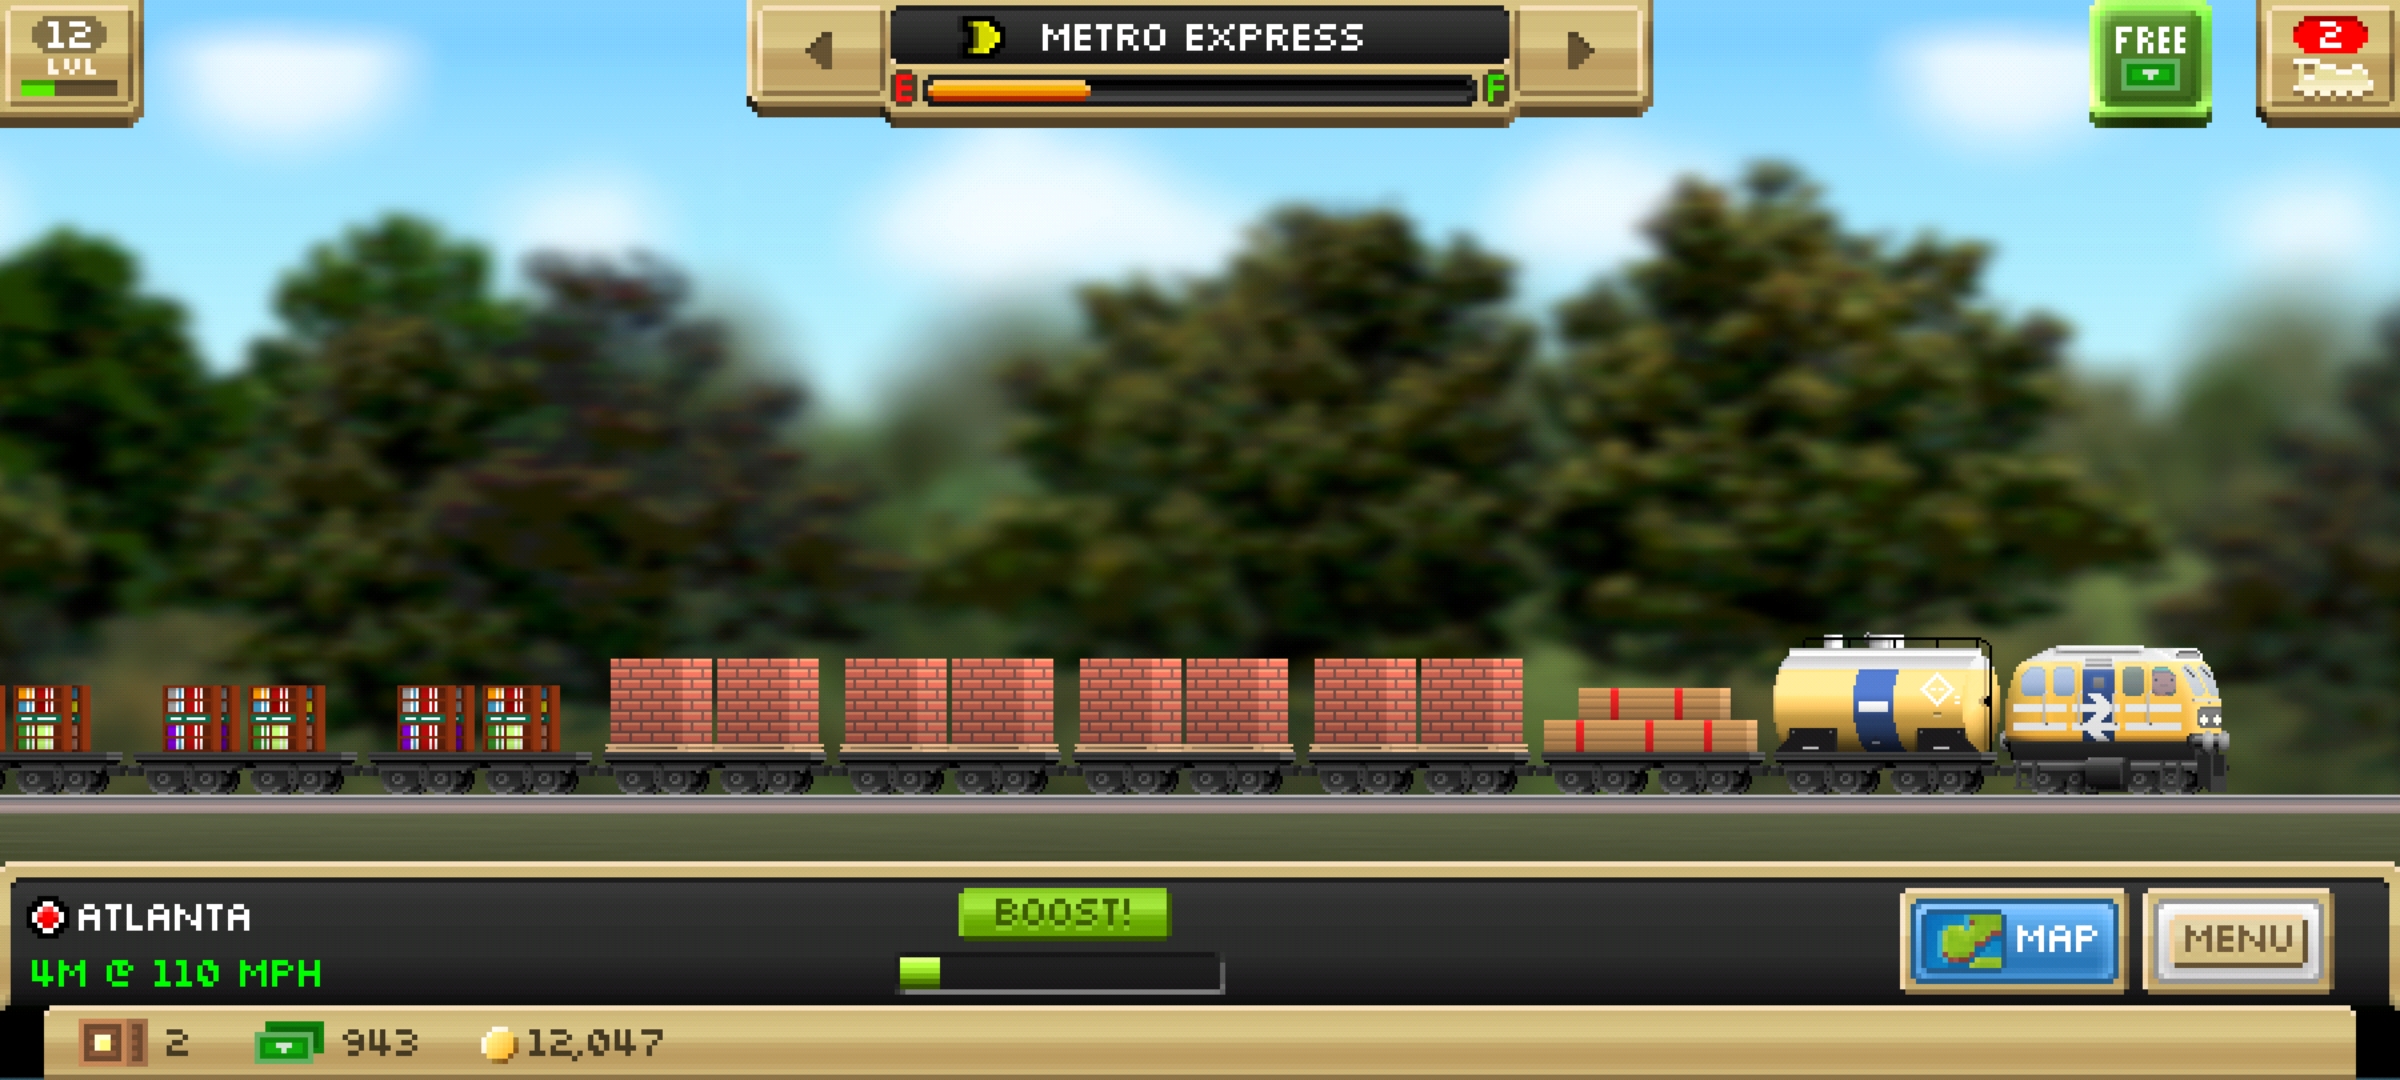 12
LVL
METRO EXPRESS
E F
FREE
2
ATLANTA
4M @ 110 MPH
BOOST!
MAP
MENU
2 943 12,047